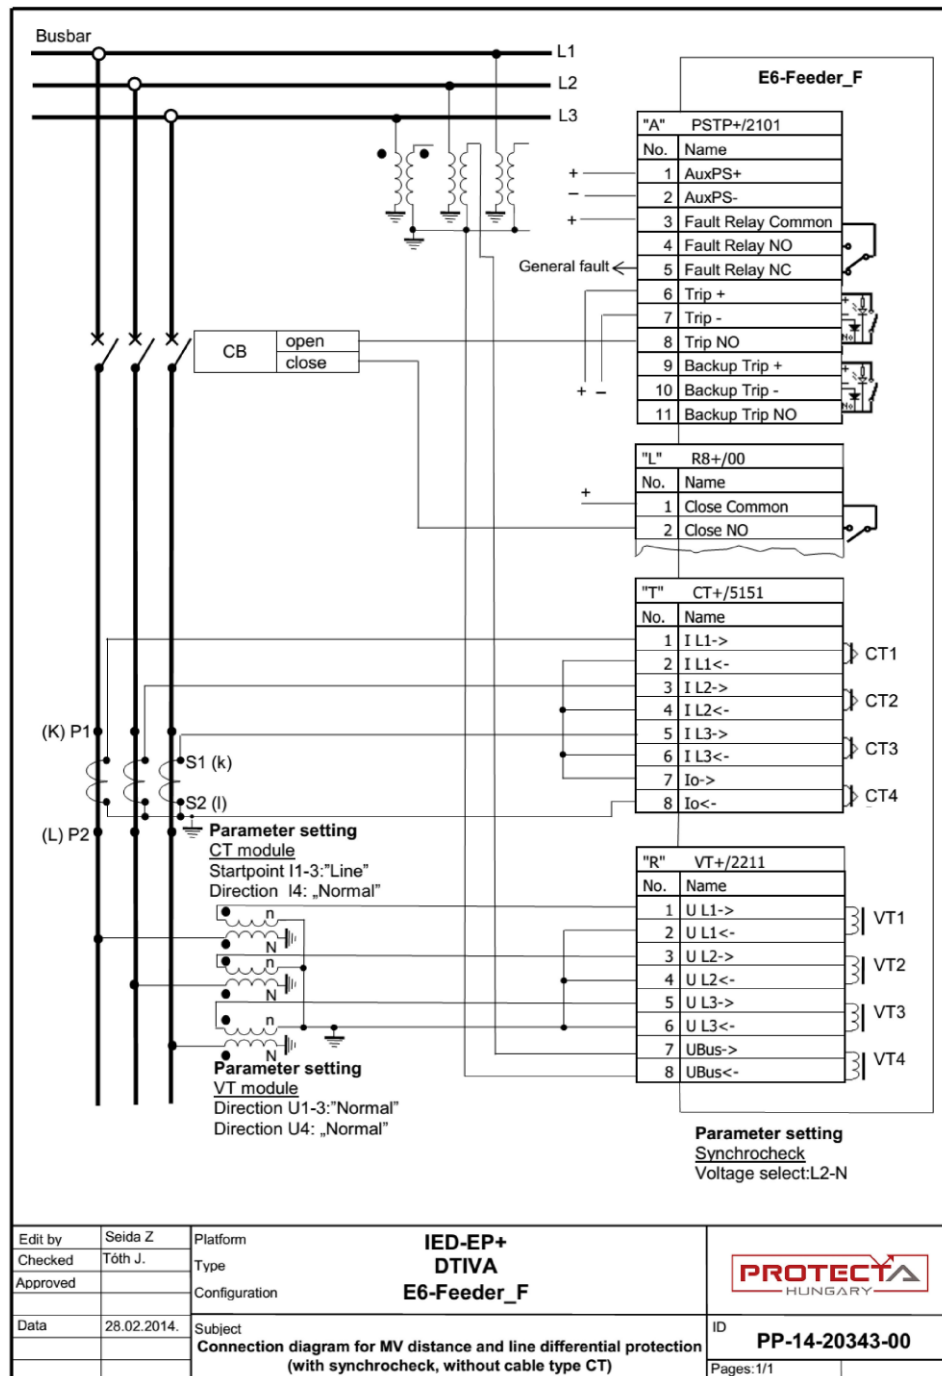 Busbar
L1
L2
L3
E6-Feeder_F
"A" PSTP+/2101
No. Name
+ 1 AuxPS+
− 2 AuxPS-
+ 3 Fault Relay Common
4 Fault Relay NO
General fault 5 Fault Relay NC
6 Trip +
7 Trip -
8 Trip NO
9 Backup Trip +
10 Backup Trip -
11 Backup Trip NO
+ −
CB open
close
"L" R8+/00
No. Name
+ 1 Close Common
2 Close NO
"T" CT+/5151
No. Name
1 I L1->
2 I L1<-
CT1
3 I L2->
4 I L2<-
CT2
5 I L3->
6 I L3<-
CT3
7 Io->
8 Io<-
CT4
(K) P1
S1 (k)
S2 (l)
(L) P2
Parameter setting
CT module
Startpoint I1-3:"Line"
Direction I4: „Normal”
"R" VT+/2211
No. Name
1 U L1->
2 U L1<-
VT1
3 U L2->
4 U L2<-
VT2
5 U L3->
6 U L3<-
VT3
7 UBus->
8 UBus<-
VT4
n
N
n
N
n
N
Parameter setting
VT module
Direction U1-3:"Normal"
Direction U4: „Normal”
Parameter setting
Synchrocheck
Voltage select:L2-N
Edit by Seida Z
Checked Tóth J.
Approved
Data 28.02.2014.
Platform IED-EP+
Type DTIVA
Configuration E6-Feeder_F
Subject
Connection diagram for MV distance and line differential protection
(with synchrocheck, without cable type CT)
PROTECTA
HUNGARY
ID
PP-14-20343-00
Pages:1/1